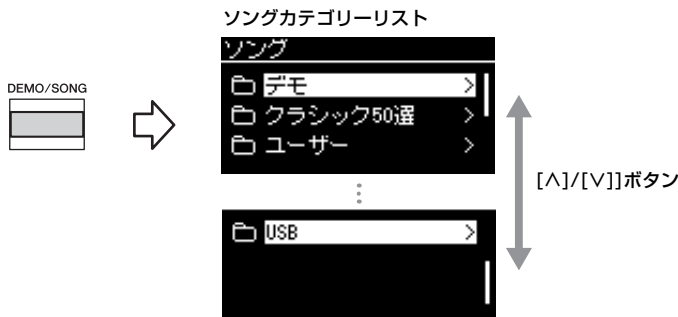 ソングカテゴリーリスト
ソング
DEMO/SONG
デモ >
クラシック50選 >
ユーザー >
[∧]/[∨]]ボタン
USB >